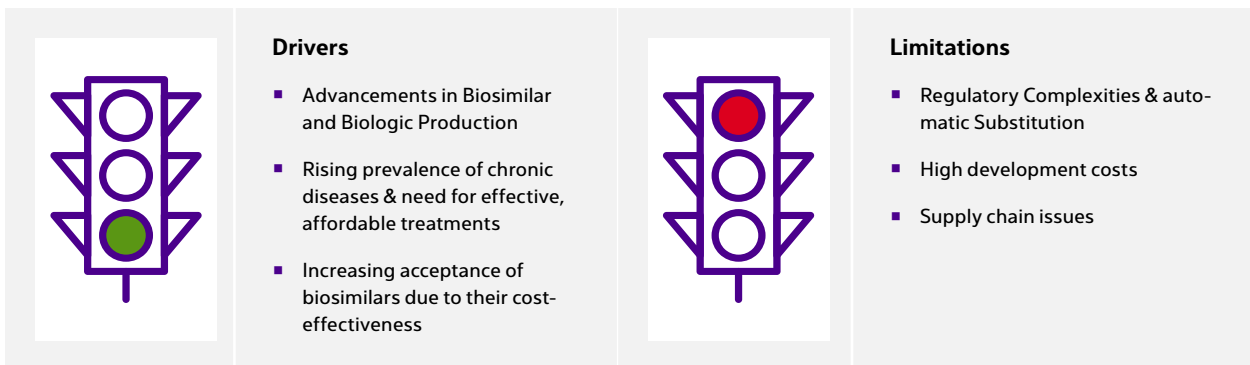 Drivers
▪ Advancements in Biosimilar
and Biologic Production
▪ Rising prevalence of chronic
diseases & need for effective,
affordable treatments
▪ Increasing acceptance of
biosimilars due to their cost-
effectiveness
Limitations
▪ Regulatory Complexities & auto-
matic Substitution
▪ High development costs
▪ Supply chain issues